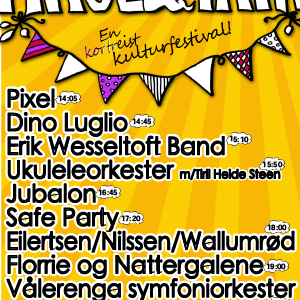 En
kortreist
kulturfestival!
Pixel 14:05
Dino Luglio 14:45
Erik Wesseltoft Band 15:10
Ukuleleorkester m/Tiril Heide Steen 15:50
Jubalon 16:45
Safe Party 17:20
Eilertsen/Nilssen/Wallumrød 18:00
Florrie og Nattergalene 19:00
Vålerenga symfoniorkester